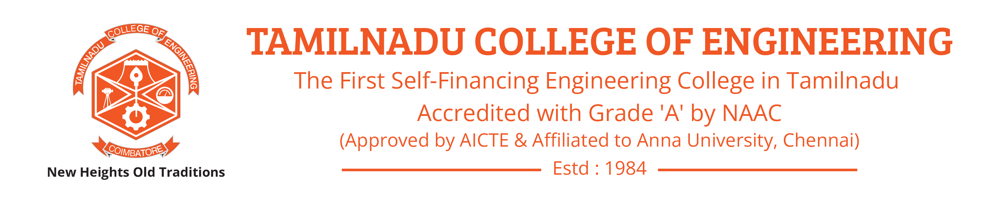 TAMILNADU COLLEGE OF ENGINEERING
COIMBATORE
New Heights Old Traditions
TAMILNADU COLLEGE OF ENGINEERING
The First Self-Financing Engineering College in Tamilnadu
Accredited with Grade 'A' by NAAC
(Approved by AICTE & Affiliated to Anna University, Chennai)
Estd : 1984